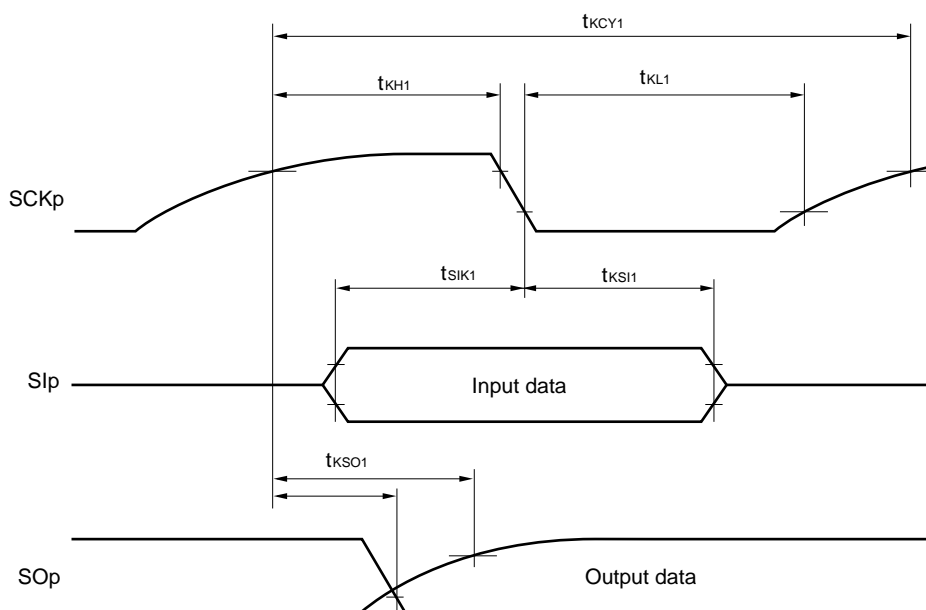 tKCY1
tKH1
tKL1
SCKp
tSIK1
tKSI1
SIp
Input data
tKSO1
SOp
Output data